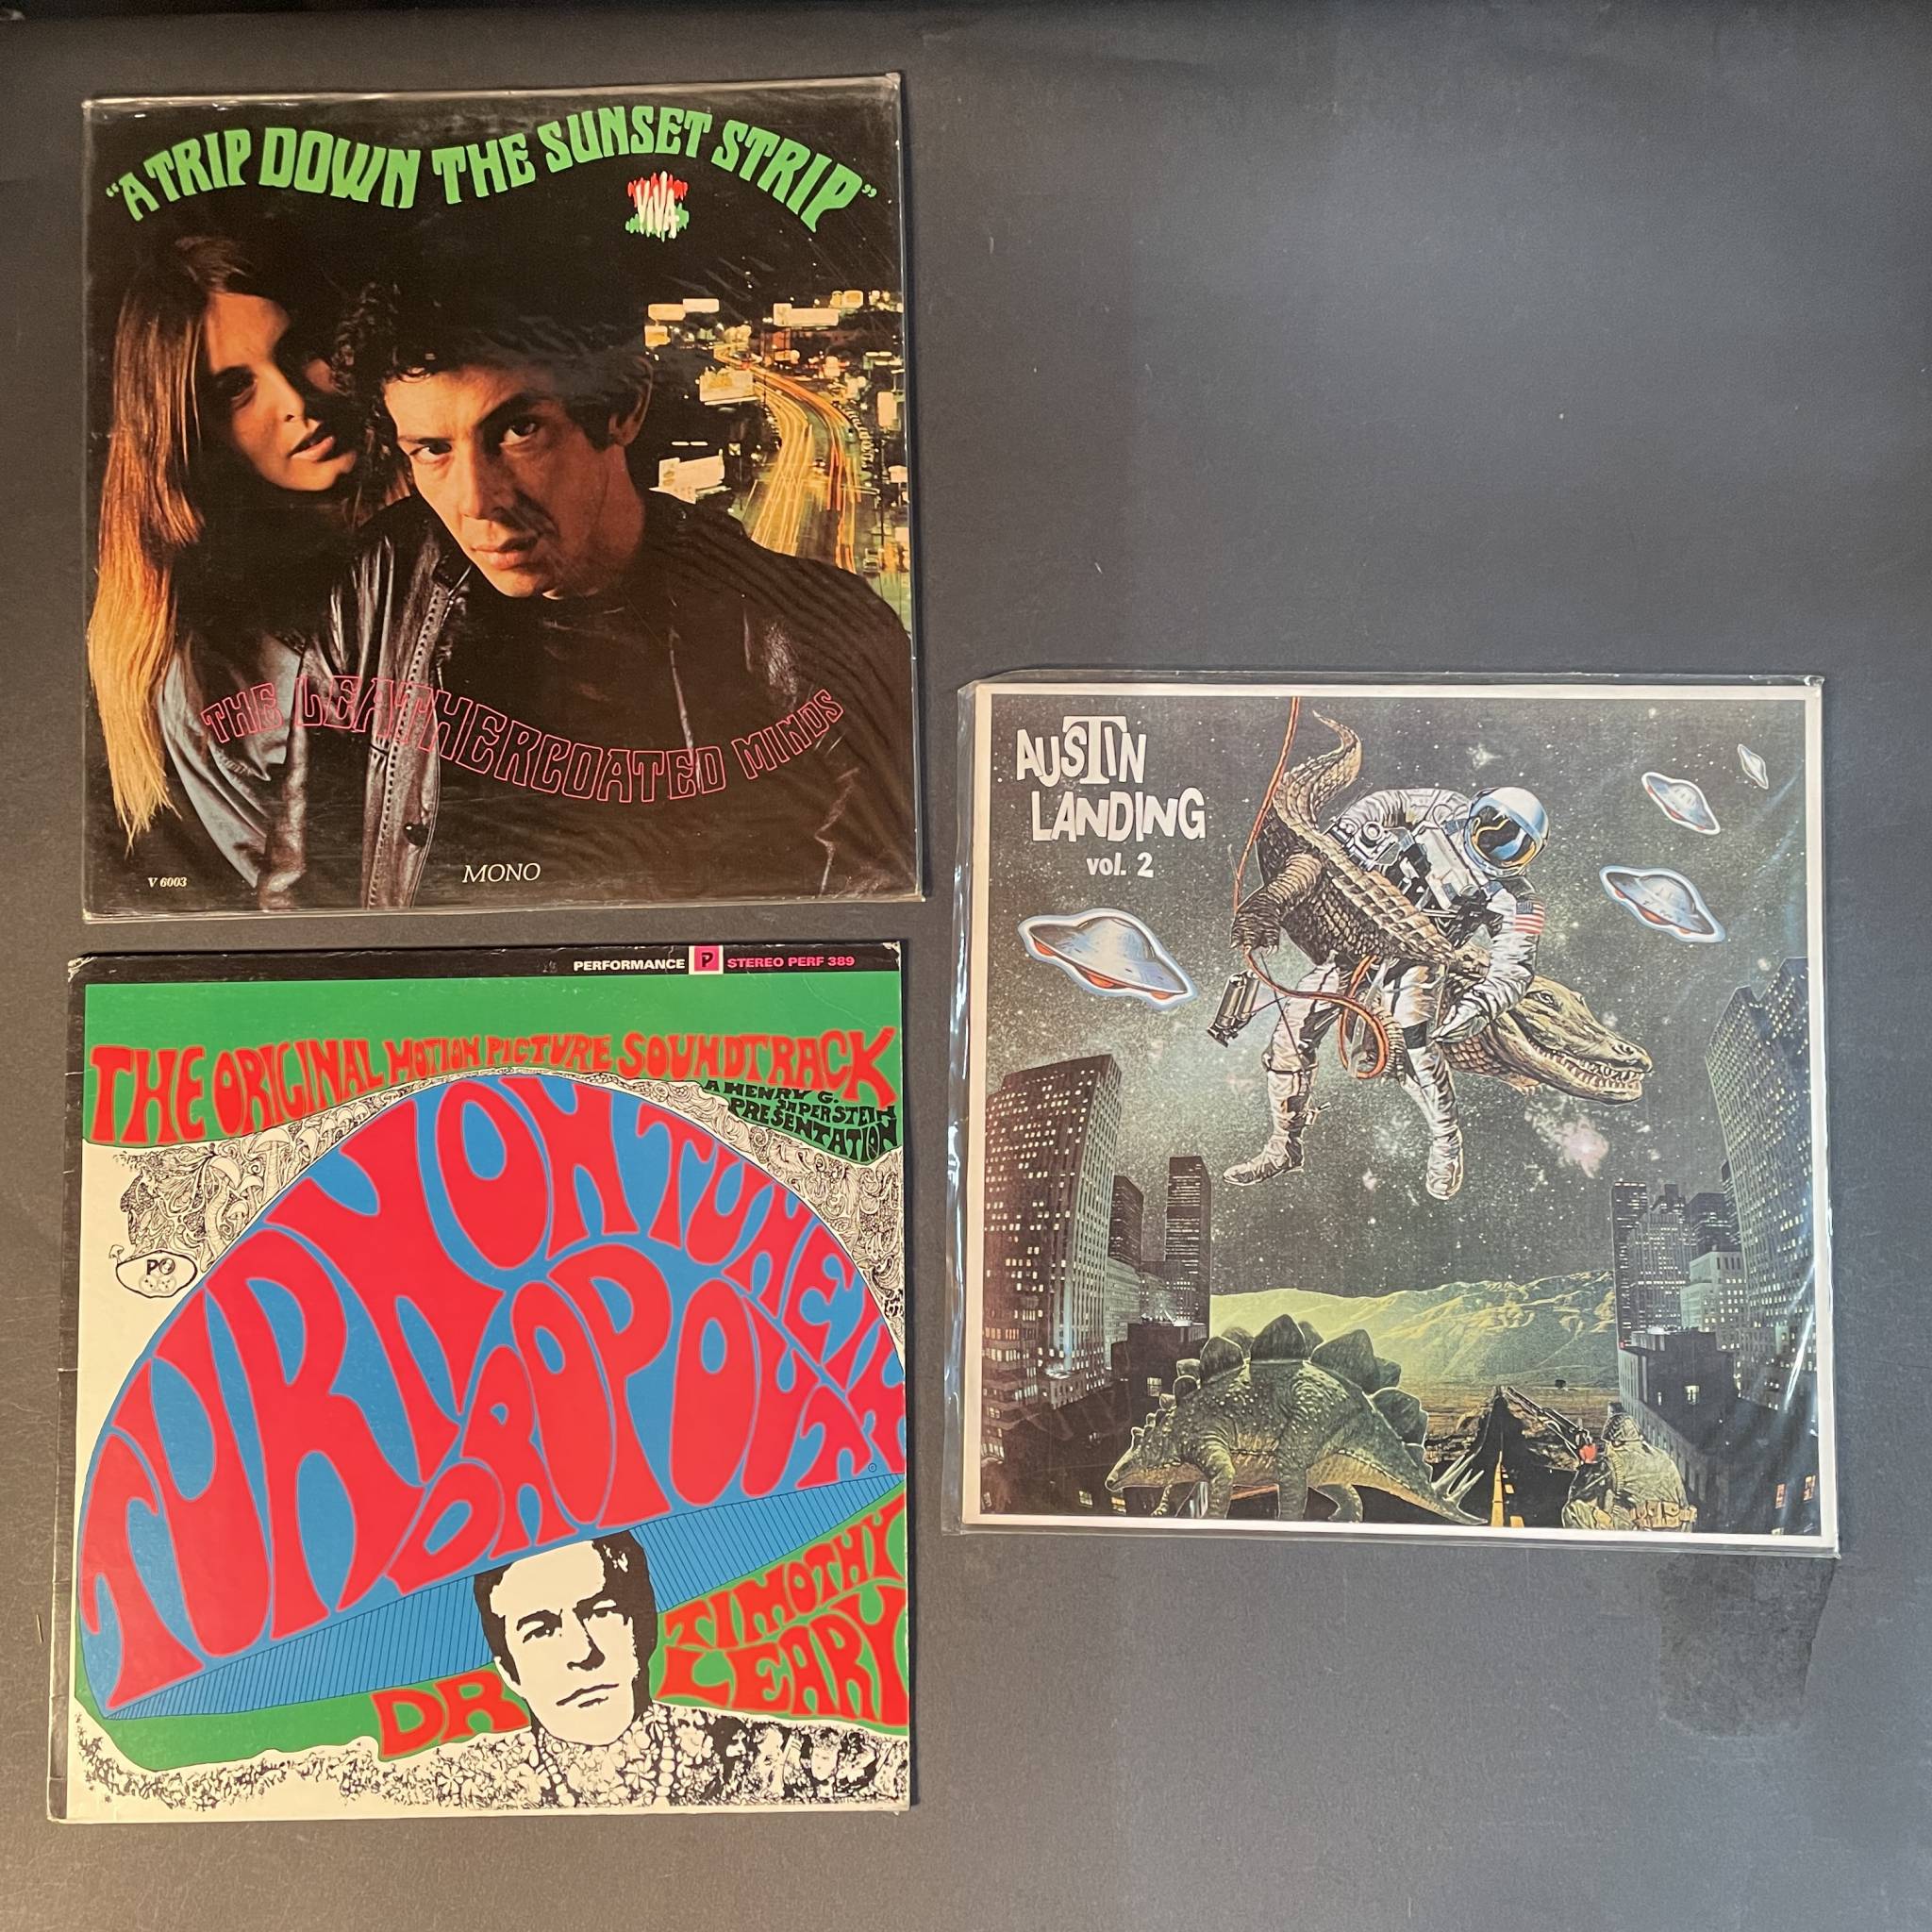 “A TRIP DOWN THE SUNSET STRIP”
VIVA
THE LEATHERCOATED MINDS
V 6003
MONO
PERFORMANCE P STEREO PERF 389
THE ORIGINAL MOTION PICTURE SOUNDTRACK
A HENRY G.
SAPERSTEIN
PRESENTATION
TURN ON TUNE IN
DROP OUT
DR TIMOTHY
LEARY
AUSTIN
LANDING
vol. 2